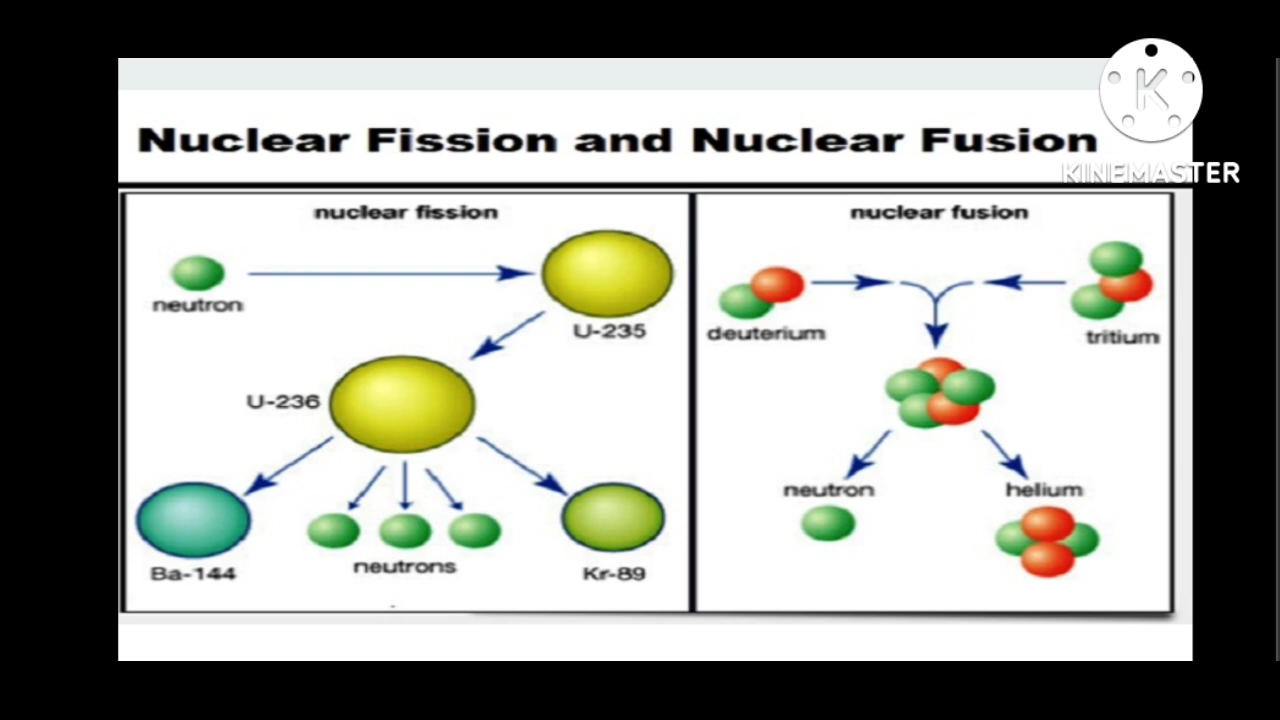 K
KINEMASTER
Nuclear Fission and Nuclear Fusion
nuclear fission
neutron
U-235
U-236
Ba-144
neutrons
Kr-89
nuclear fusion
deuterium
tritium
neutron
helium